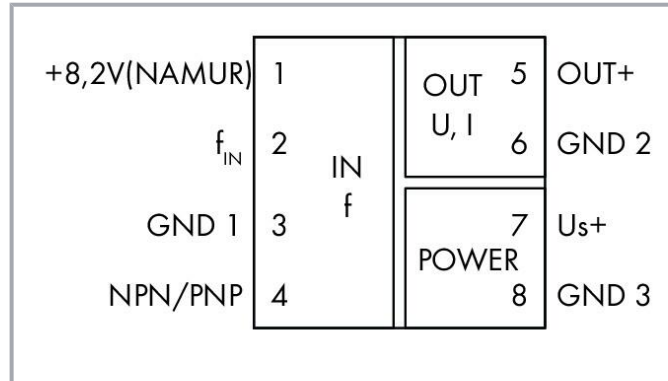 +8,2V(NAMUR) 1
f_IN 2
GND 1 3
NPN/PNP 4
IN
f
OUT
U, I
5 OUT+
6 GND 2
POWER
7 Us+
8 GND 3